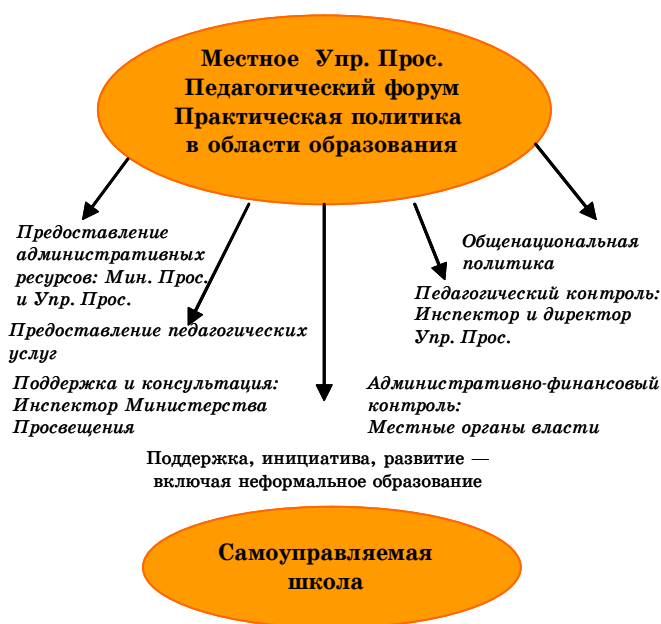 Местное Упр. Прос.
Педагогический форум
Практическая политика
в области образования
Предоставление
административных
ресурсов: Мин. Прос.
и Упр. Прос.
Общенациональная
политика
Педагогический контроль:
Инспектор и директор
Упр. Прос.
Предоставление педагогических
услуг
Поддержка и консультация:
Инспектор Министерства
Просвещения
Административно-финансовый
контроль:
Местные органы власти
Поддержка, инициатива, развитие —
включая неформальное образование
Самоуправляемая
школа